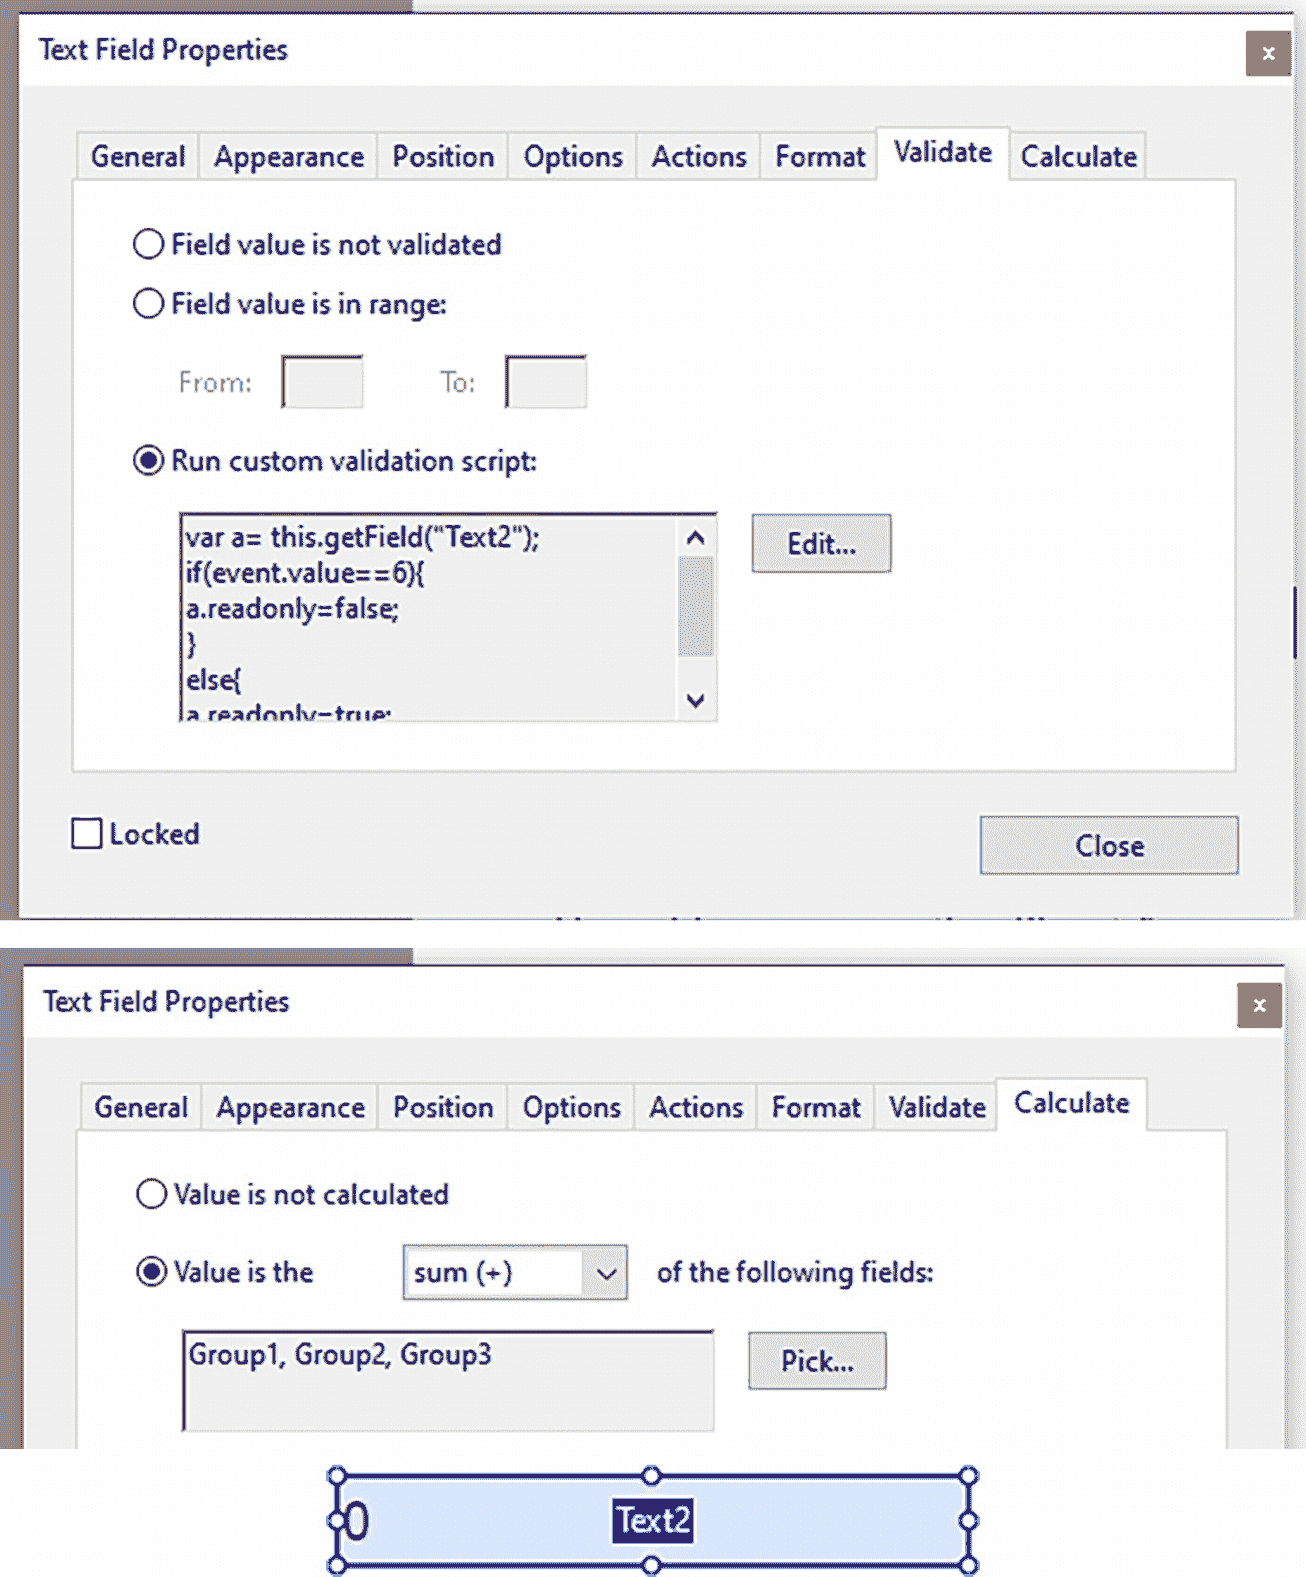 Text Field Properties
x
General Appearance Position Options Actions Format Validate Calculate
Field value is not validated
Field value is in range:
From: To:
Run custom validation script:
var a= this.getField("Text2");
if(event.value==6){
a.readonly=false;
}
else{
a.readonly=true;
Edit...
Locked
Close
Text Field Properties
x
General Appearance Position Options Actions Format Validate Calculate
Value is not calculated
Value is the sum (+) of the following fields:
Group1, Group2, Group3
Pick...
0 Text2